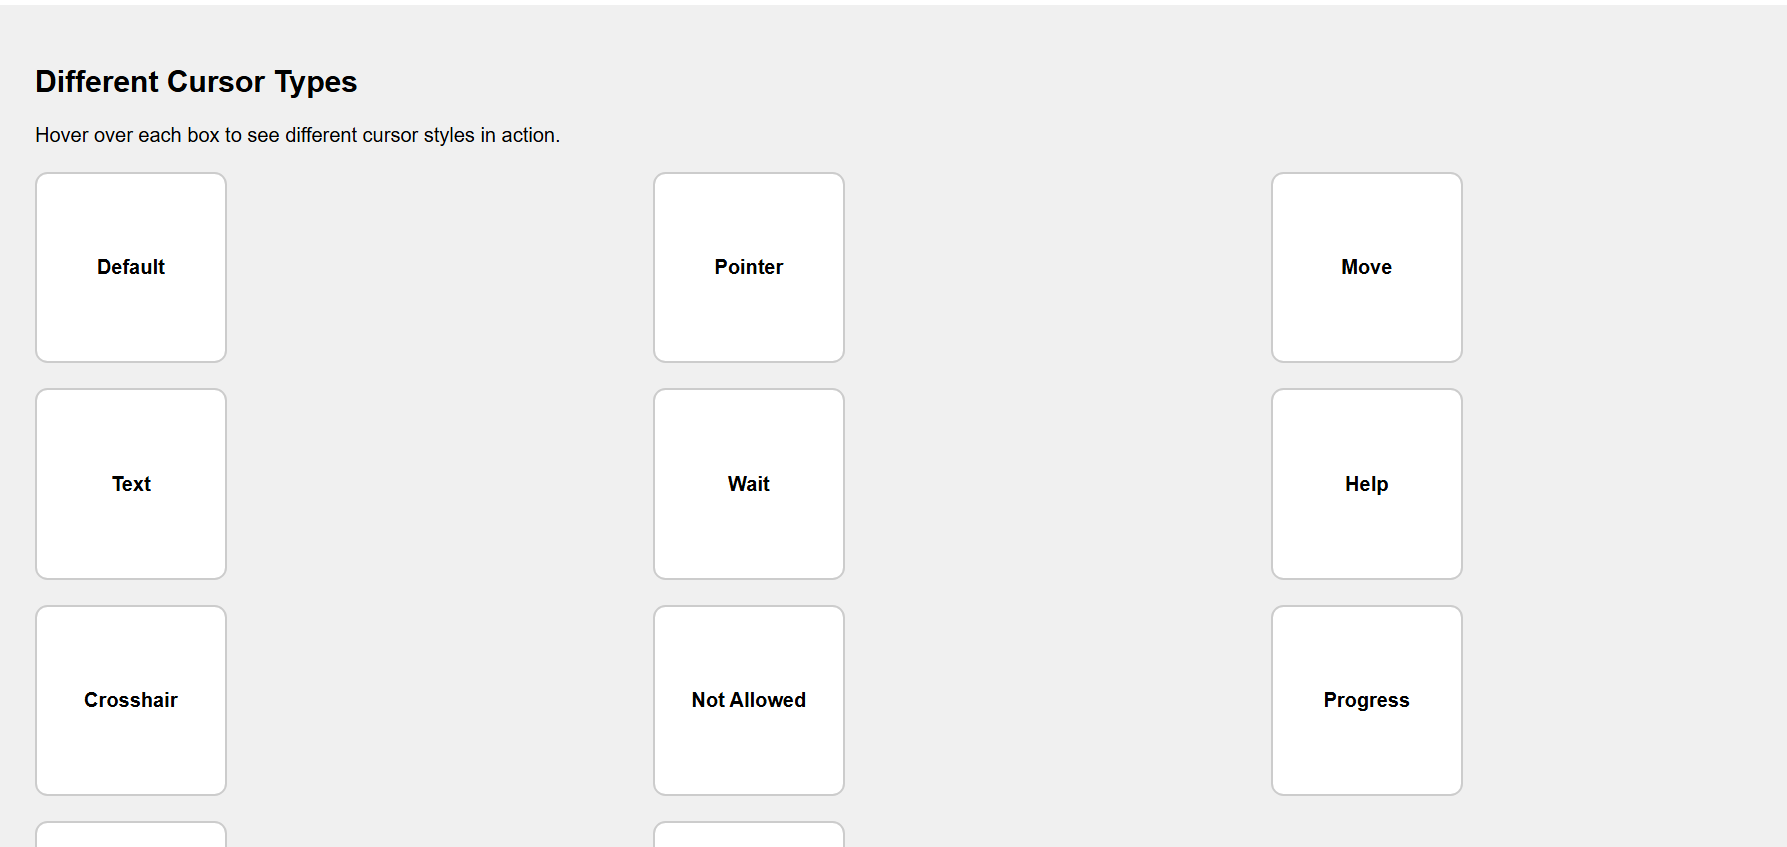 Different Cursor Types
Hover over each box to see different cursor styles in action.
Default
Pointer
Move
Text
Wait
Help
Crosshair
Not Allowed
Progress